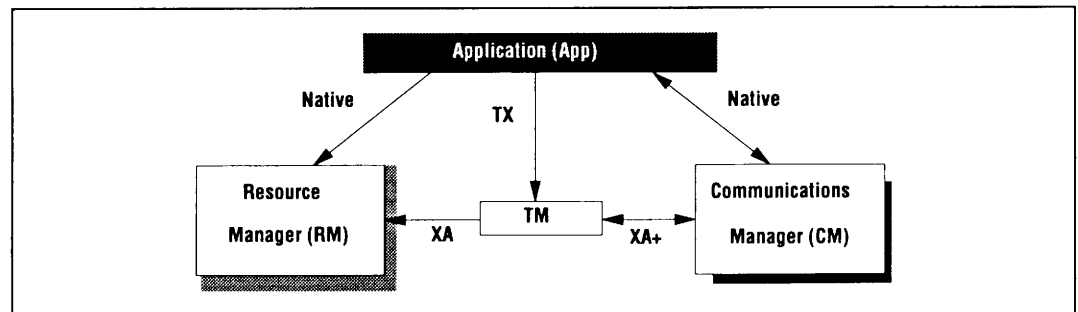 Application (App)
Native
TX
Native
Resource
Manager (RM)
XA
TM
XA+
Communications
Manager (CM)